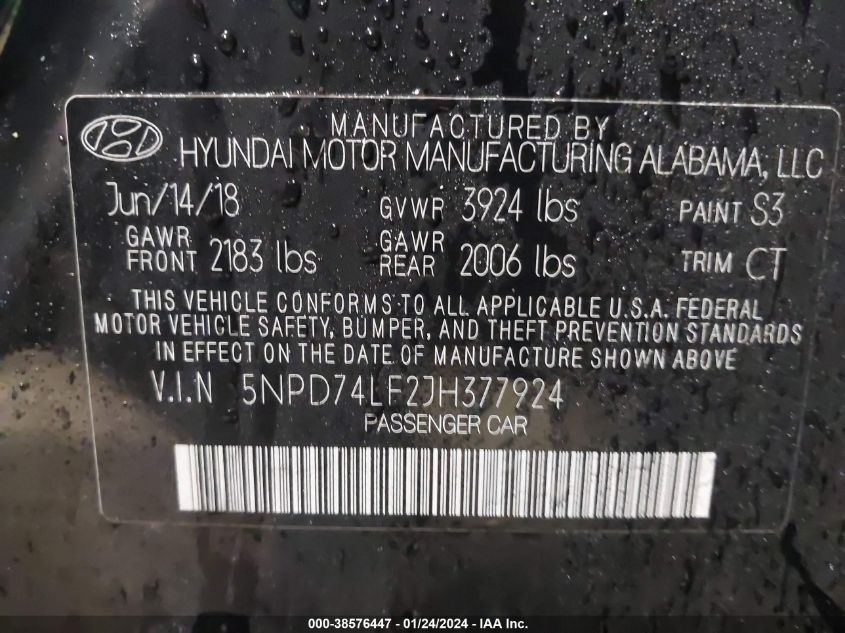 MANUFACTURED BY
HYUNDAI MOTOR MANUFACTURING ALABAMA, LLC
Jun/14/18 GVWR 3924 lbs PAINT S3
GAWR FRONT 2183 lbs GAWR REAR 2006 lbs TRIM CT
THIS VEHICLE CONFORMS TO ALL APPLICABLE U.S.A. FEDERAL
MOTOR VEHICLE SAFETY, BUMPER, AND THEFT PREVENTION STANDARDS
IN EFFECT ON THE DATE OF MANUFACTURE SHOWN ABOVE
V.I.N 5NPD74LF2JH377924
PASSENGER CAR
000-38576447 - 01/24/2024 - IAA Inc.